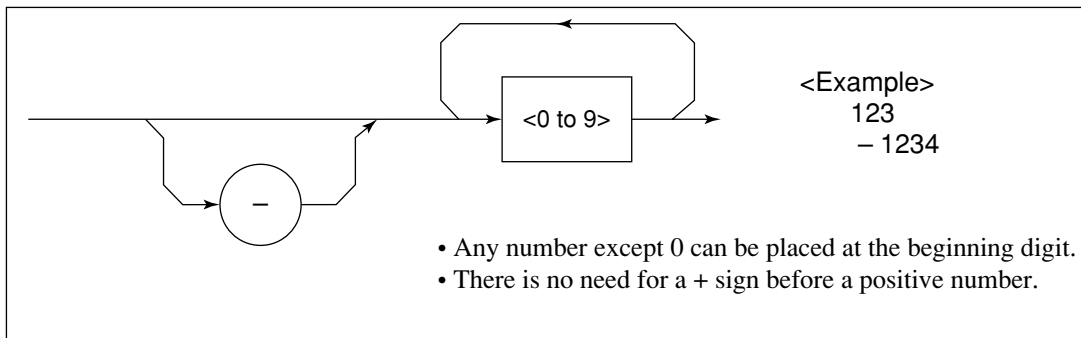 <0 to 9>
–
<Example>
123
– 1234
• Any number except 0 can be placed at the beginning digit.
• There is no need for a + sign before a positive number.